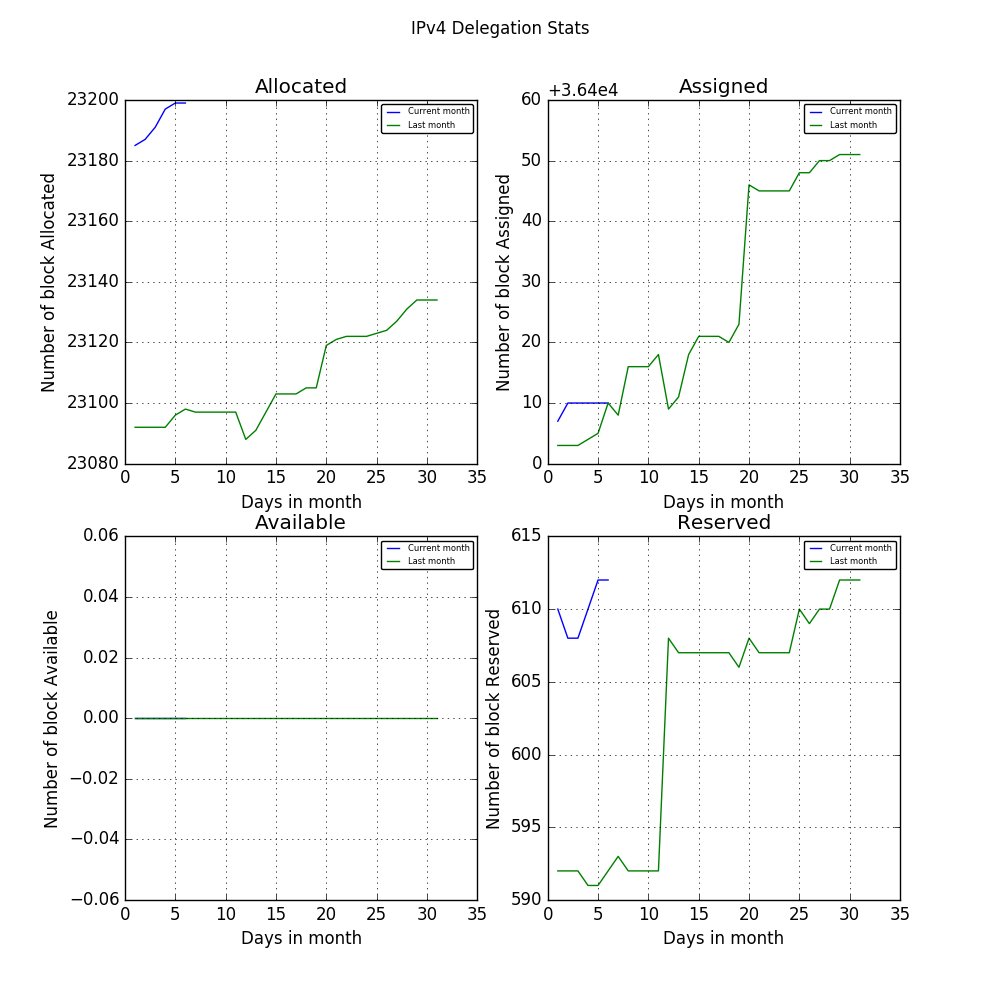 IPv4 Delegation Stats
Allocated
Number of block Allocated
23200
23180
23160
23140
23120
23100
23080
Current month
Last month
0 5 10 15 20 25 30 35
Days in month
+3.64e4
Assigned
Number of block Assigned
60
50
40
30
20
10
0
Current month
Last month
0 5 10 15 20 25 30 35
Days in month
Available
Number of block Available
0.06
0.04
0.02
0.00
−0.02
−0.04
−0.06
Current month
Last month
0 5 10 15 20 25 30 35
Days in month
Reserved
Number of block Reserved
615
610
605
600
595
590
Current month
Last month
0 5 10 15 20 25 30 35
Days in month